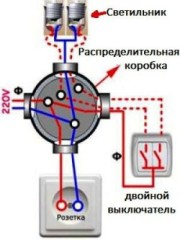 Светильник
Распределительная
коробка
Ф
220V
Ф
двойной
выключатель
Розетка